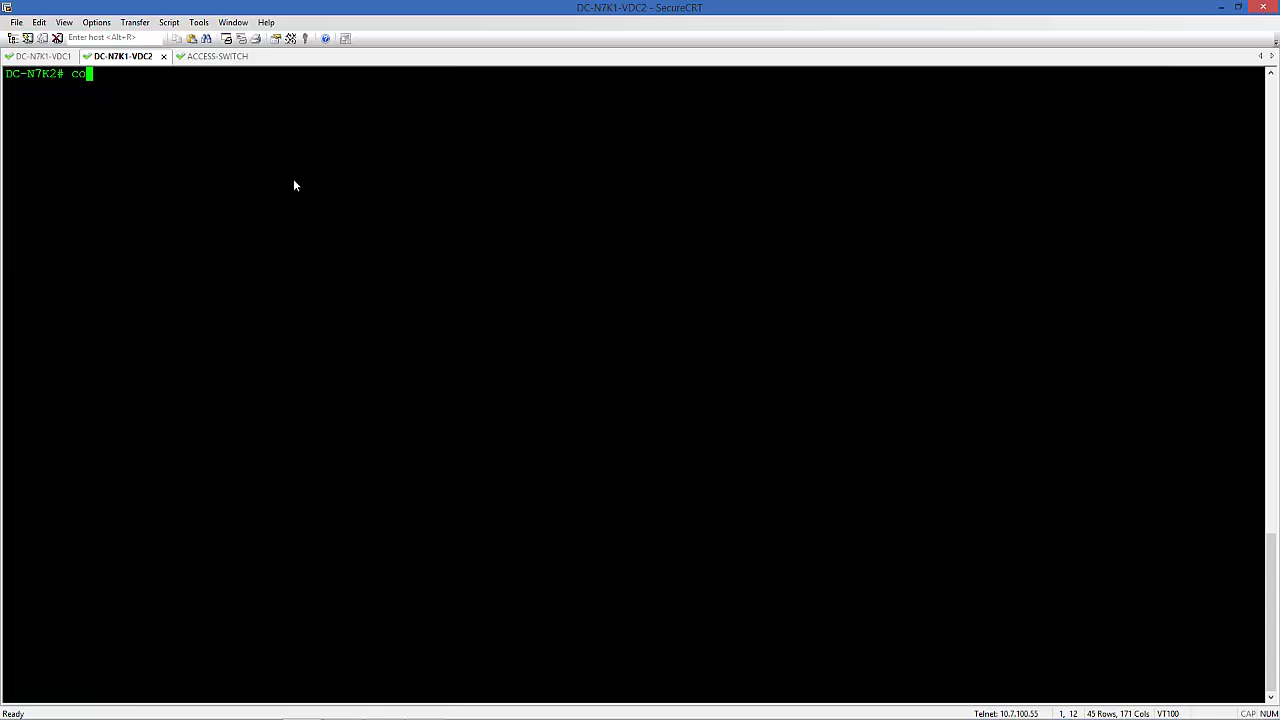 DC-N7K1-VDC2 - SecureCRT
File Edit View Options Transfer Script Tools Window Help
Enter host <Alt+R>
DC-N7K1-VDC1 DC-N7K1-VDC2 ACCESS-SWITCH
DC-N7K2# co
Ready Telnet: 10.7.100.55 1, 12 45 Rows, 171 Cols VT100 CAP NUM